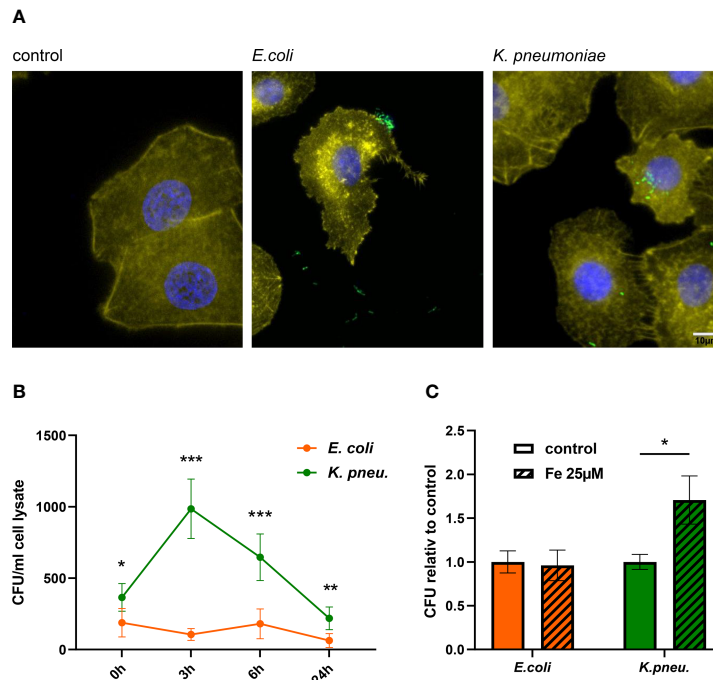 A
control
E.coli
K. pneumoniae
10µm
B
CFU/ml cell lysate
1500
1000
500
0
***
***
*
**
E. coli
K. pneu.
0h
3h
6h
24h
C
CFU relativ to control
2.5
2.0
1.5
1.0
0.5
0.0
control
Fe 25µM
*
E.coli
K.pneu.